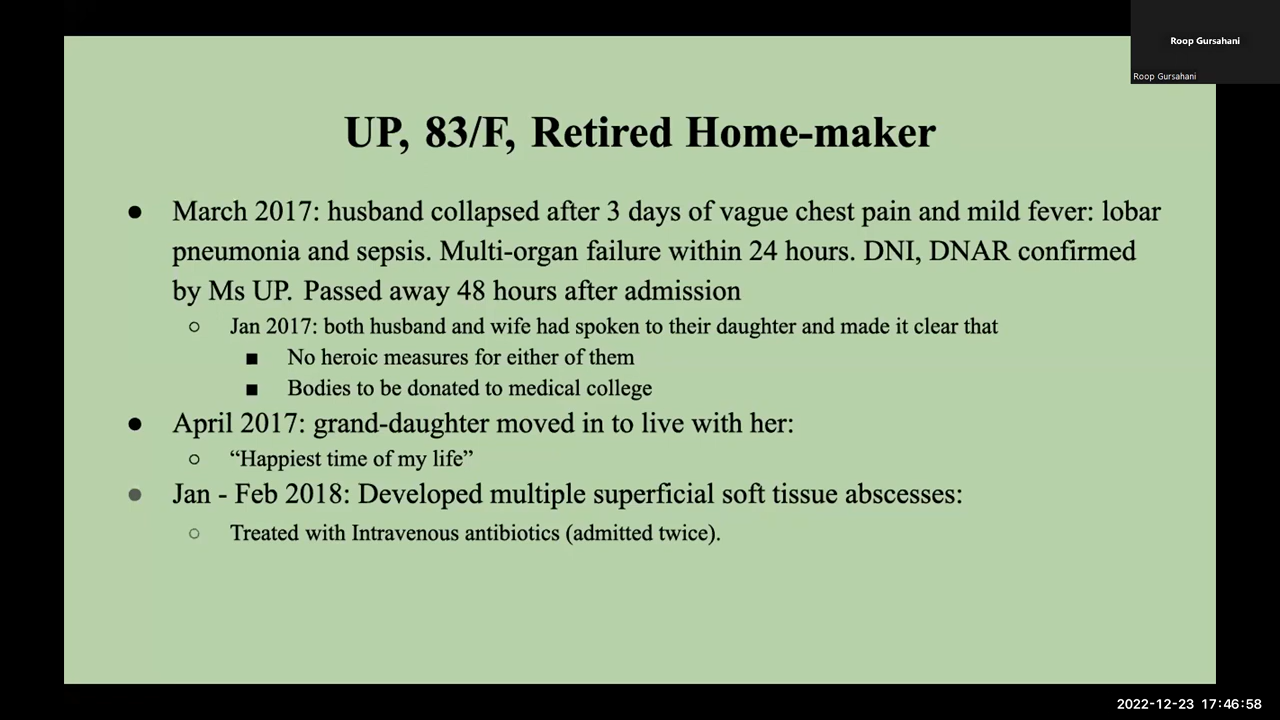 Roop Gursahani
Roop Gursahani
UP, 83/F, Retired Home-maker
● March 2017: husband collapsed after 3 days of vague chest pain and mild fever: lobar
pneumonia and sepsis. Multi-organ failure within 24 hours. DNI, DNAR confirmed
by Ms UP. Passed away 48 hours after admission
○ Jan 2017: both husband and wife had spoken to their daughter and made it clear that
■ No heroic measures for either of them
■ Bodies to be donated to medical college
● April 2017: grand-daughter moved in to live with her:
○ “Happiest time of my life”
● Jan - Feb 2018: Developed multiple superficial soft tissue abscesses:
○ Treated with Intravenous antibiotics (admitted twice).
2022-12-23 17:46:58